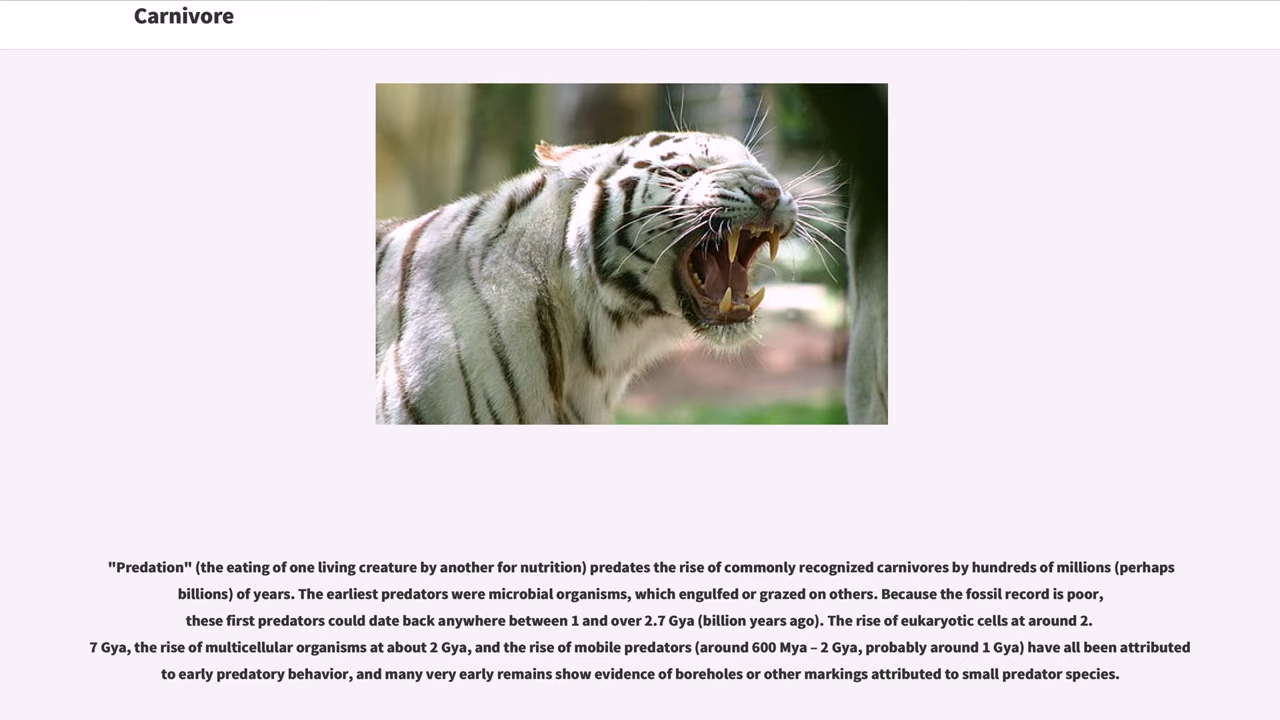 Carnivore
"Predation" (the eating of one living creature by another for nutrition) predates the rise of commonly recognized carnivores by hundreds of millions (perhaps
billions) of years. The earliest predators were microbial organisms, which engulfed or grazed on others. Because the fossil record is poor,
these first predators could date back anywhere between 1 and over 2.7 Gya (billion years ago). The rise of eukaryotic cells at around 2.
7 Gya, the rise of multicellular organisms at about 2 Gya, and the rise of mobile predators (around 600 Mya – 2 Gya, probably around 1 Gya) have all been attributed
to early predatory behavior, and many very early remains show evidence of boreholes or other markings attributed to small predator species.